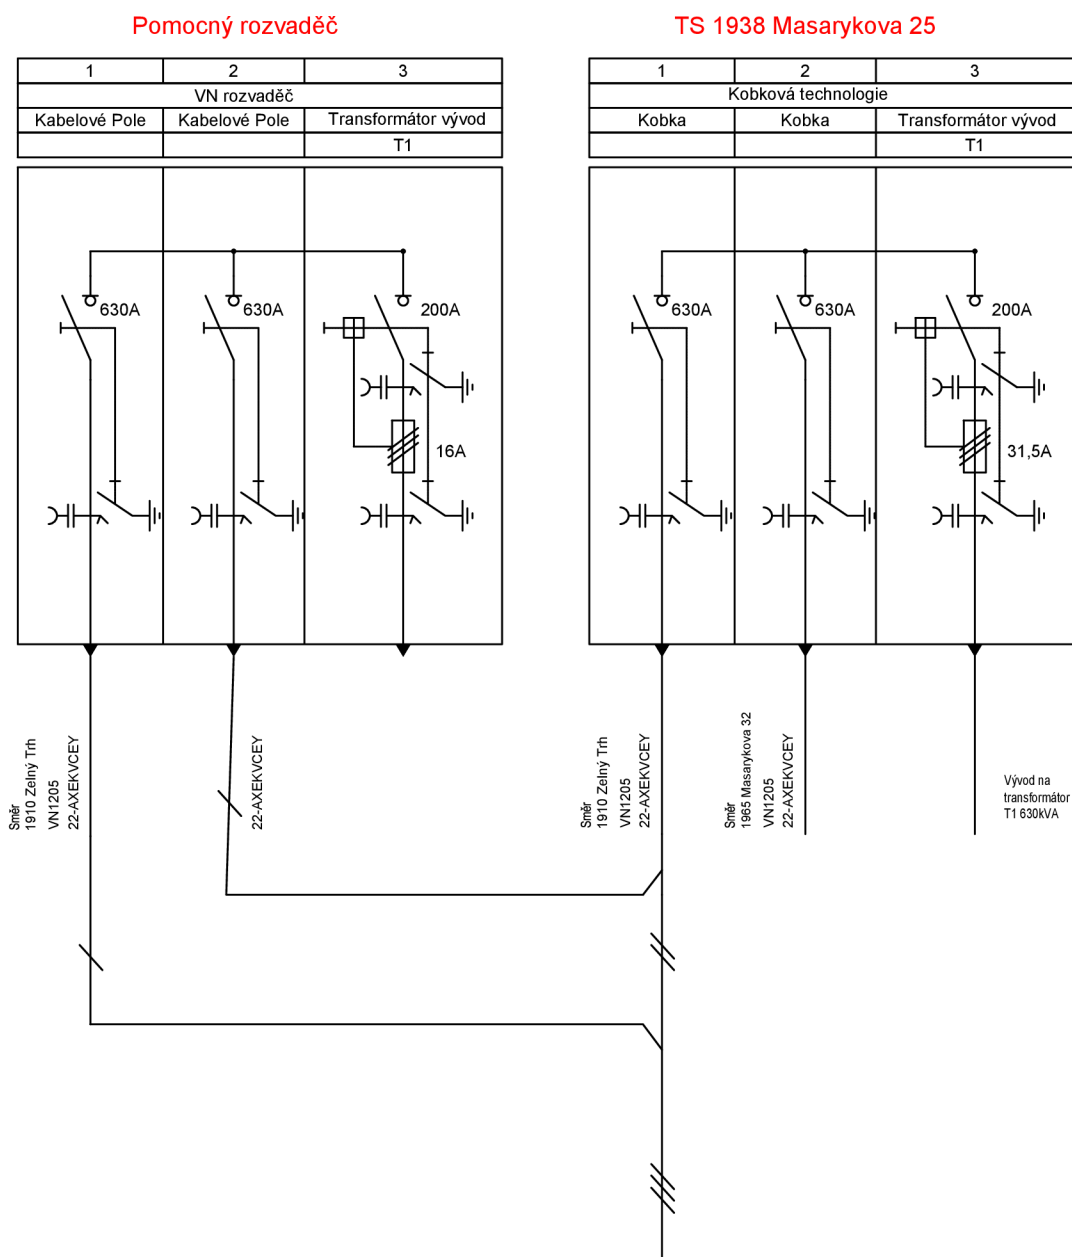 Pomocný rozvaděč
1
2
3
VN rozvaděč
Kabelové Pole
Kabelové Pole
Transformátor vývod
T1
630A
630A
200A
16A
Směr
1910 Zelný Trh
VN1205
22-AXEKVCEY
22-AXEKVCEY
TS 1938 Masarykova 25
1
2
3
Kobková technologie
Kobka
Kobka
Transformátor vývod
T1
630A
630A
200A
31,5A
Směr
1910 Zelný Trh
VN1205
22-AXEKVCEY
Směr
1965 Masarykova 32
VN1205
22-AXEKVCEY
Vývod na
transformátor
T1 630kVA